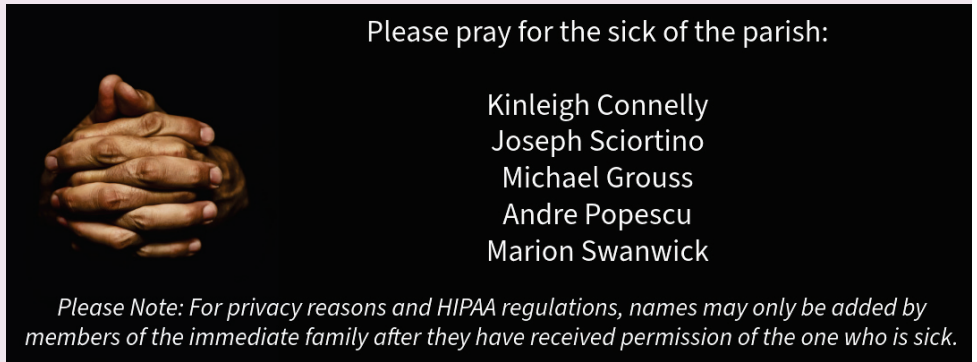 Please pray for the sick of the parish:
Kinleigh Connelly
Joseph Sciortino
Michael Grouss
Andre Popescu
Marion Swanwick
Please Note: For privacy reasons and HIPAA regulations, names may only be added by
members of the immediate family after they have received permission of the one who is sick.